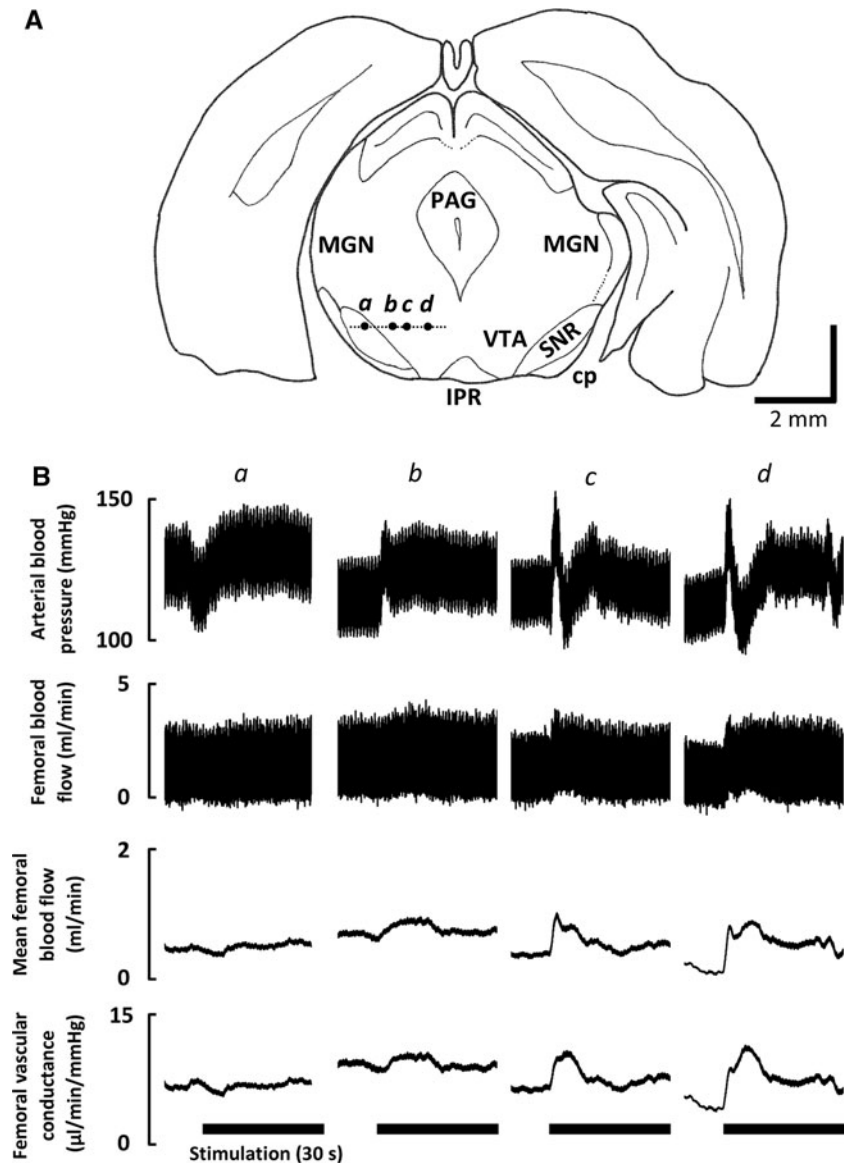 A
PAG
MGN MGN
a b c d
VTA SNR
IPR cp
2 mm
B a b c d
Arterial blood
pressure (mmHg)
150
100
Femoral blood
flow (ml/min)
5
0
Mean femoral
blood flow
(ml/min)
2
0
Femoral vascular
conductance
(µl/min/mmHg)
15
0
Stimulation (30 s)